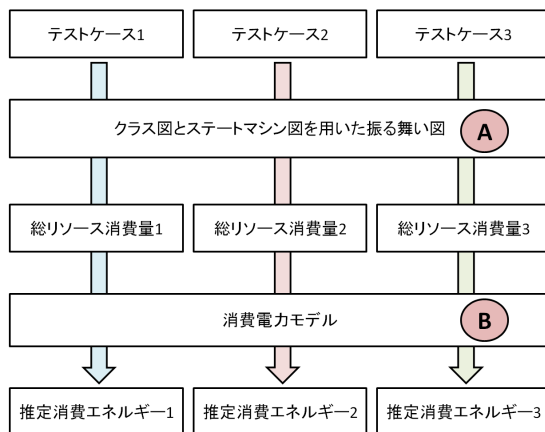 テストケース1
テストケース2
テストケース3
クラス図とステートマシン図を用いた振る舞い図
A
総リソース消費量1
総リソース消費量2
総リソース消費量3
消費電力モデル
B
推定消費エネルギー1
推定消費エネルギー2
推定消費エネルギー3